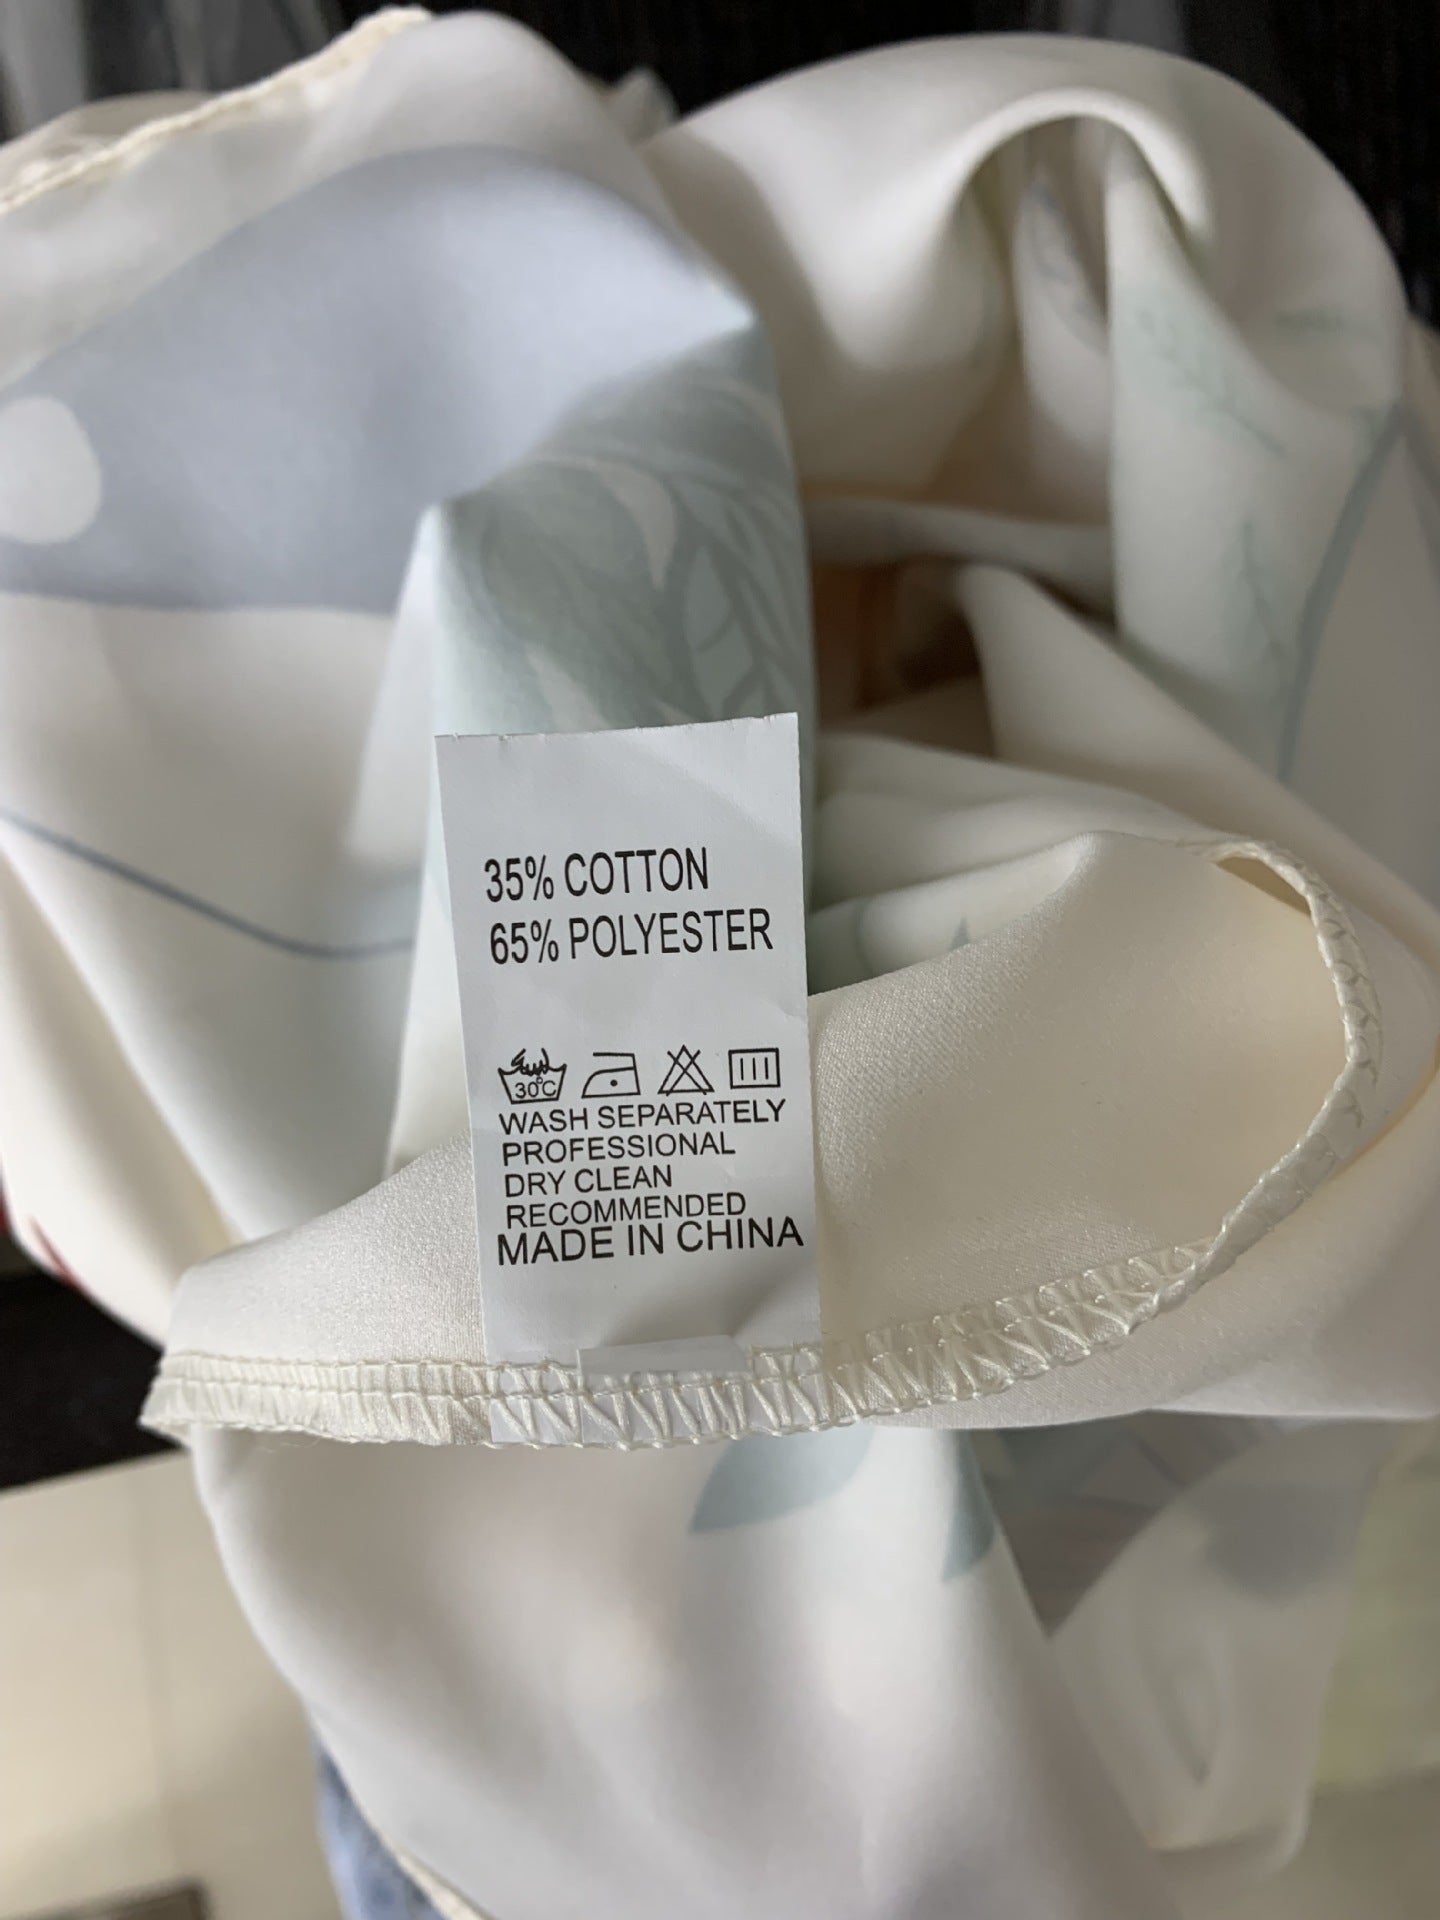 35% COTTON
65% POLYESTER
30°C
WASH SEPARATELY
PROFESSIONAL
DRY CLEAN
RECOMMENDED
MADE IN CHINA